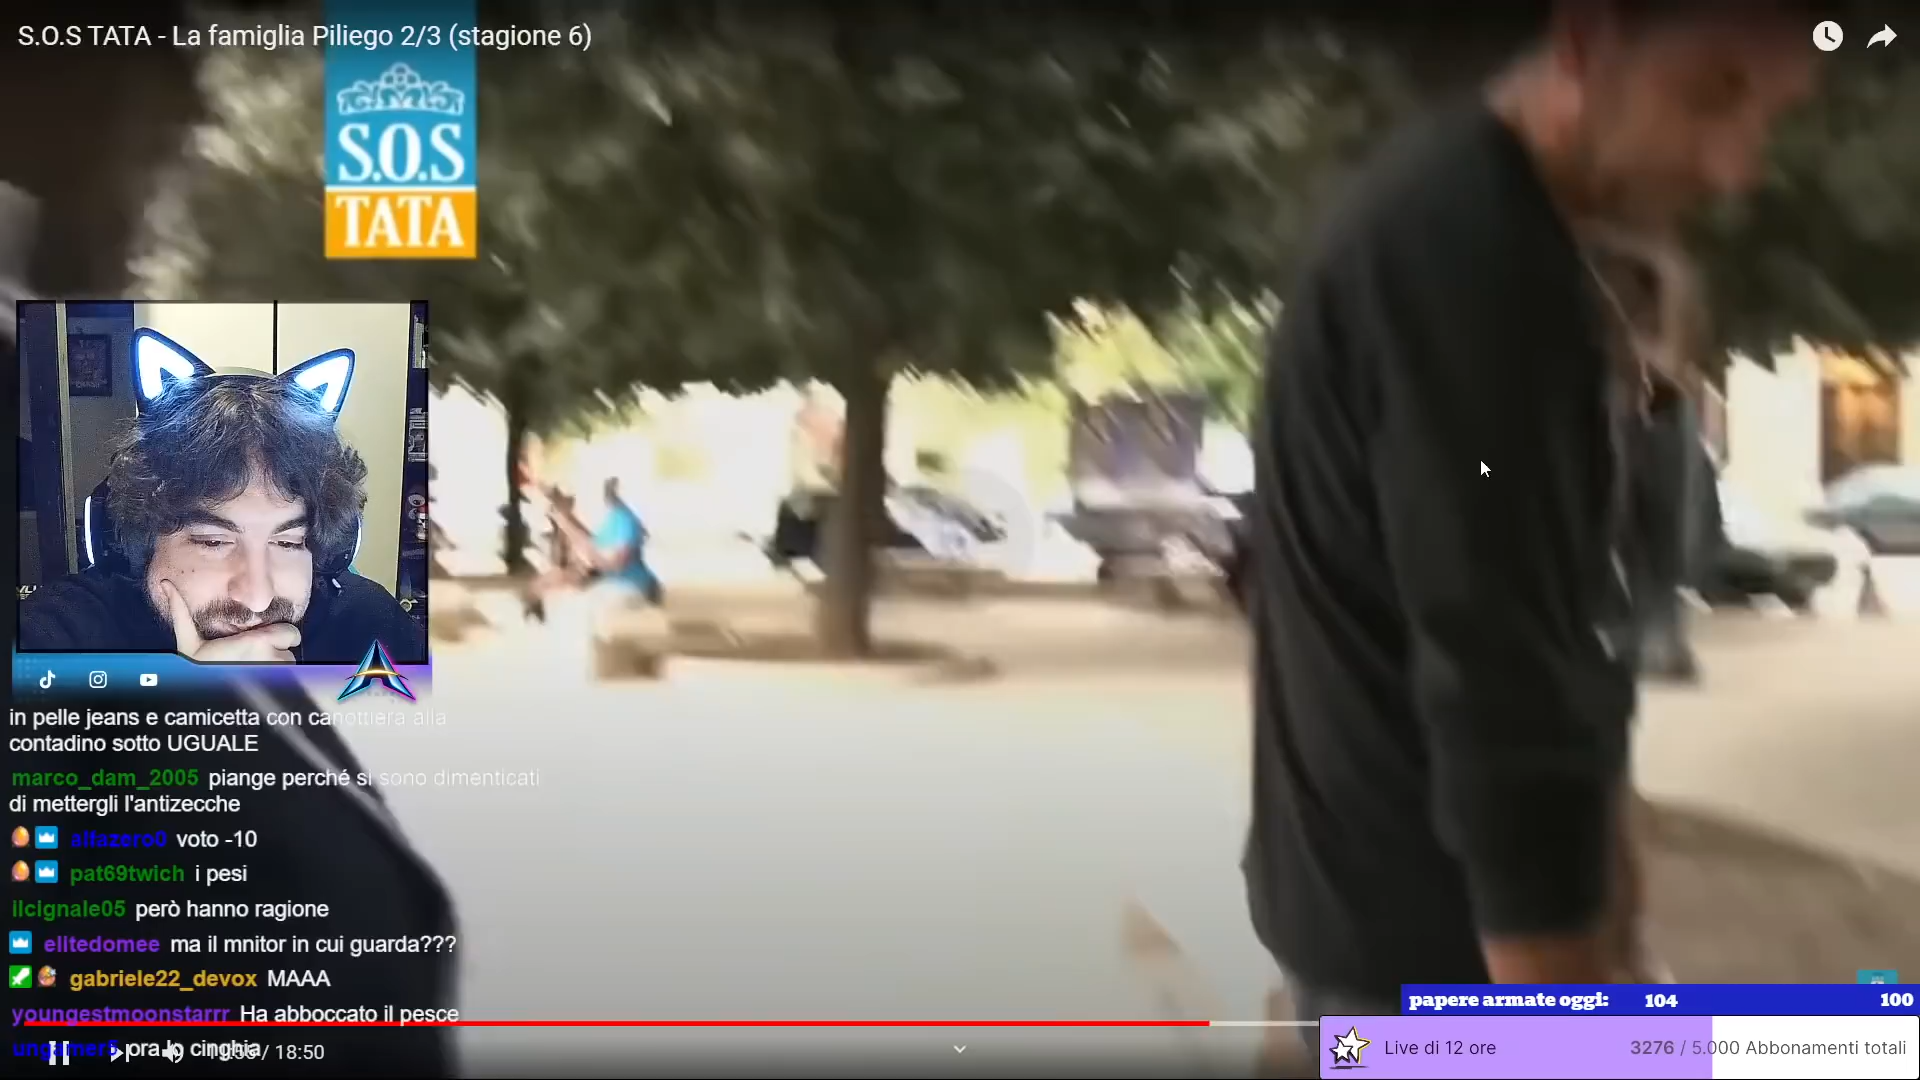 S.O.S TATA - La famiglia Piliego 2/3 (stagione 6)
S.O.S
TATA
in pelle jeans e camicetta con canottiera alla
contadino sotto UGUALE
marco_dam_2005 piange perché si sono dimenticati
di mettergli l'antizecche
alfazero0 voto -10
pat69twich i pesi
ilcignale05 però hanno ragione
elitedomee ma il mnitor in cui guarda???
gabriele22_devox MAAA
youngestmoonstarrr Ha abboccato il pesce
ungamer5 ora lo cinghia
/ 18:50
papere armate oggi: 104 100
Live di 12 ore 3276 / 5.000 Abbonamenti totali